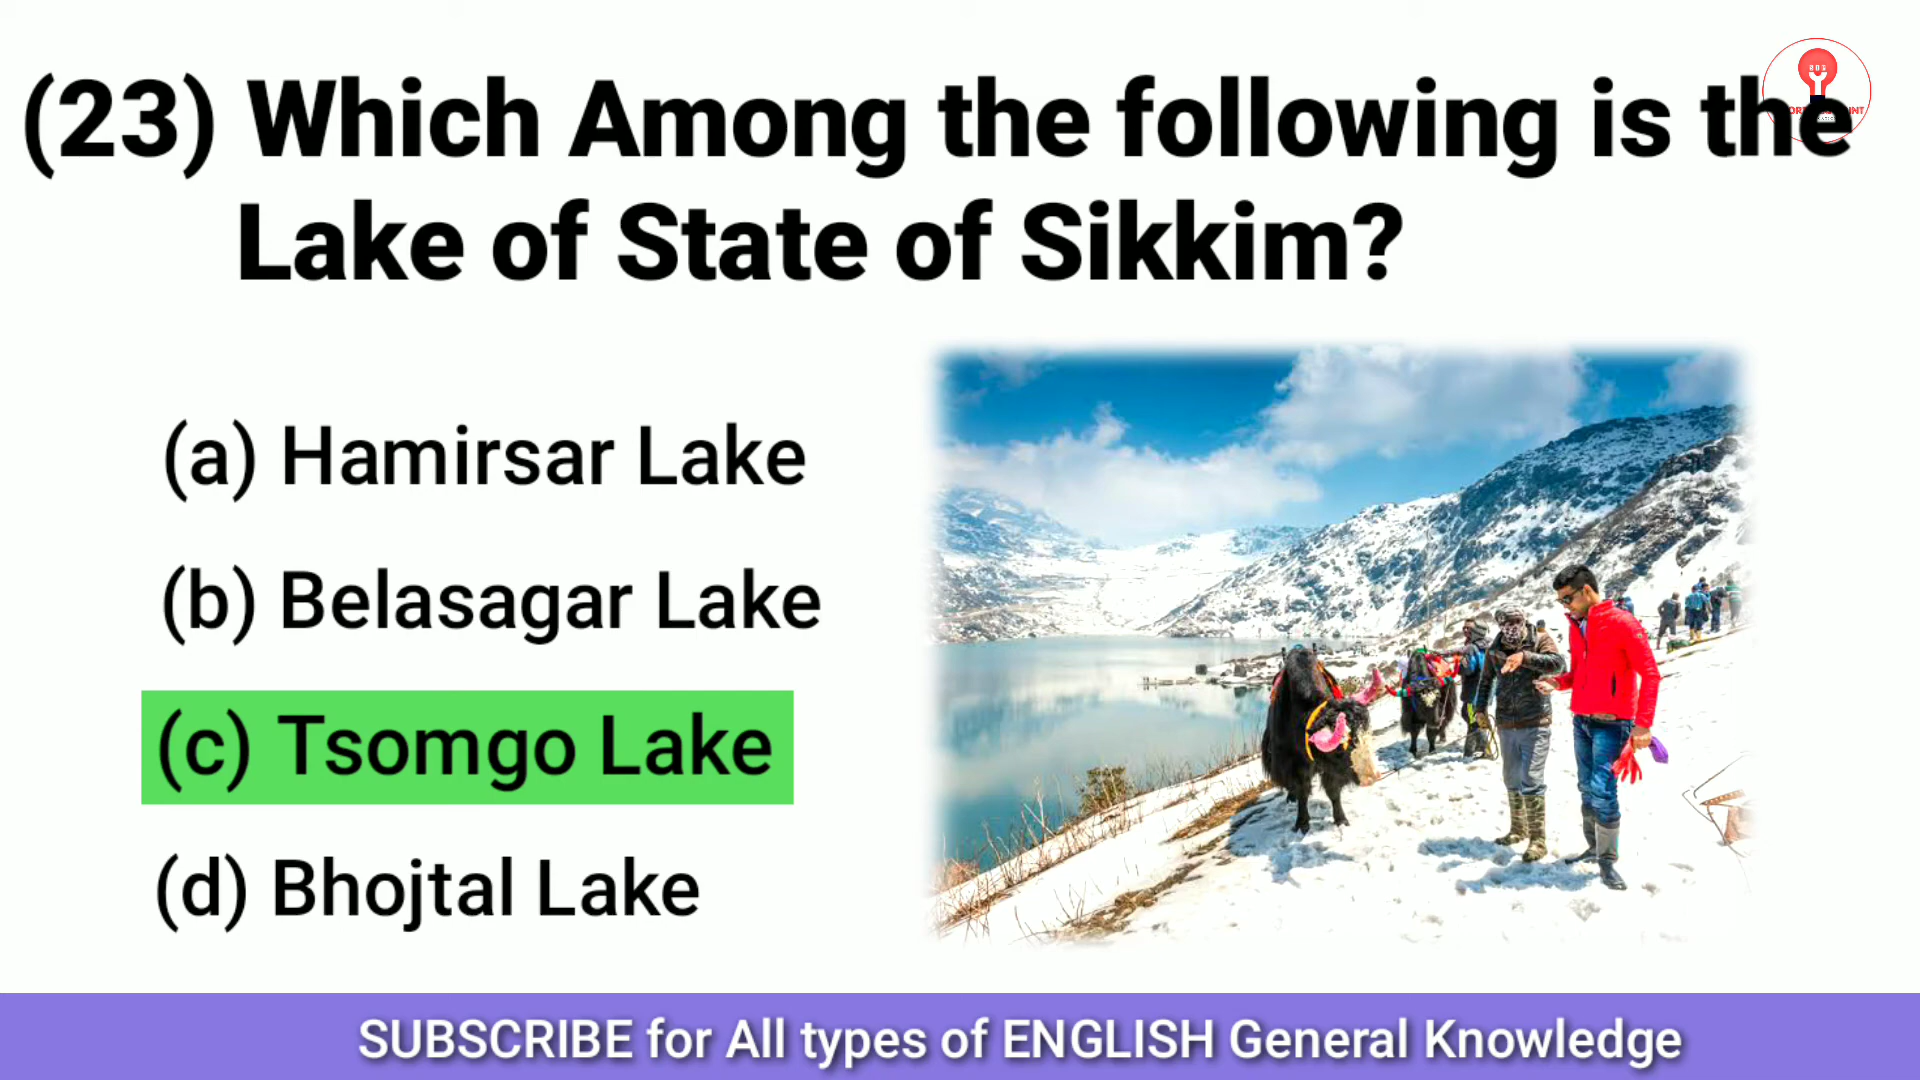 (23) Which Among the following is the
Lake of State of Sikkim?
(a) Hamirsar Lake
(b) Belasagar Lake
(c) Tsomgo Lake
(d) Bhojtal Lake
SUBSCRIBE for All types of ENGLISH General Knowledge